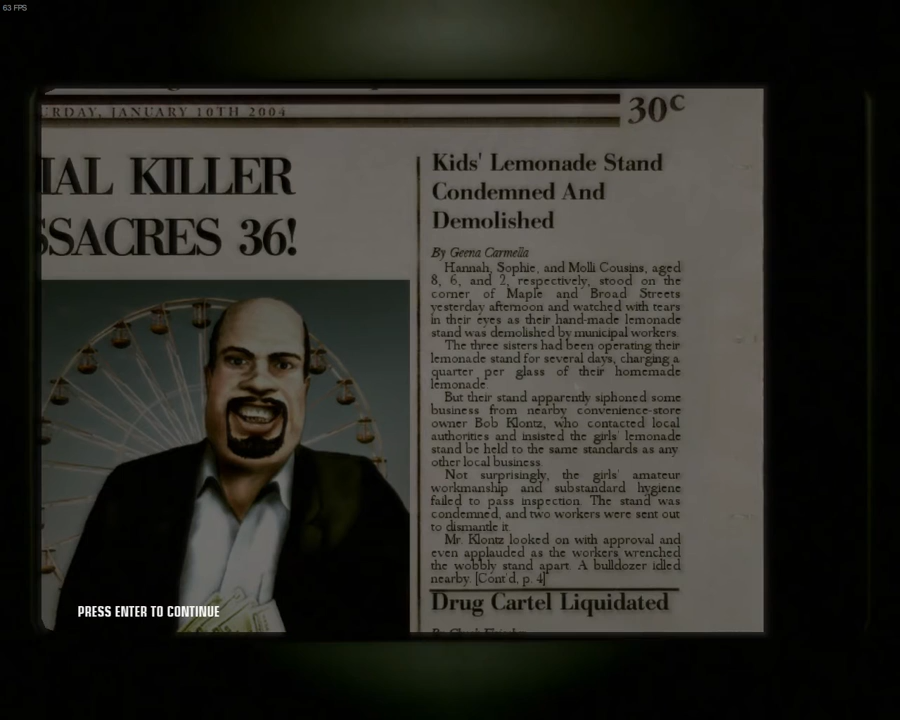 63 FPS
URDAY, JANUARY 10TH 2004
30¢
IAL KILLER
SSACRES 36!
Kids' Lemonade Stand
Condemned And
Demolished
By Geena Carmella
Hannah, Sophie, and Molli Cousins, aged
8, 6, and 2, respectively, stood on the
corner of Maple and Broad Streets
yesterday afternoon and watched with tears
in their eyes as their hand-made lemonade
stand was demolished by municipal workers.
The three sisters had been operating their
lemonade stand for several days, charging a
quarter per glass of their homemade
lemonade.
But their stand apparently siphoned some
business from nearby convenience-store
owner Bob Klontz, who contacted local
authorities and insisted the girls' lemonade
stand be held to the same standards as any
other local business.
Not surprisingly, the girls' amateur
workmanship and substandard hygiene
failed to pass inspection. The stand was
condemned, and two workers were sent out
to dismantle it.
Mr. Klontz looked on with approval and
even applauded as the workers wrenched
the wobbly stand apart. A bulldozer idled
nearby. [Cont'd, p. 4]
Drug Cartel Liquidated
PRESS ENTER TO CONTINUE